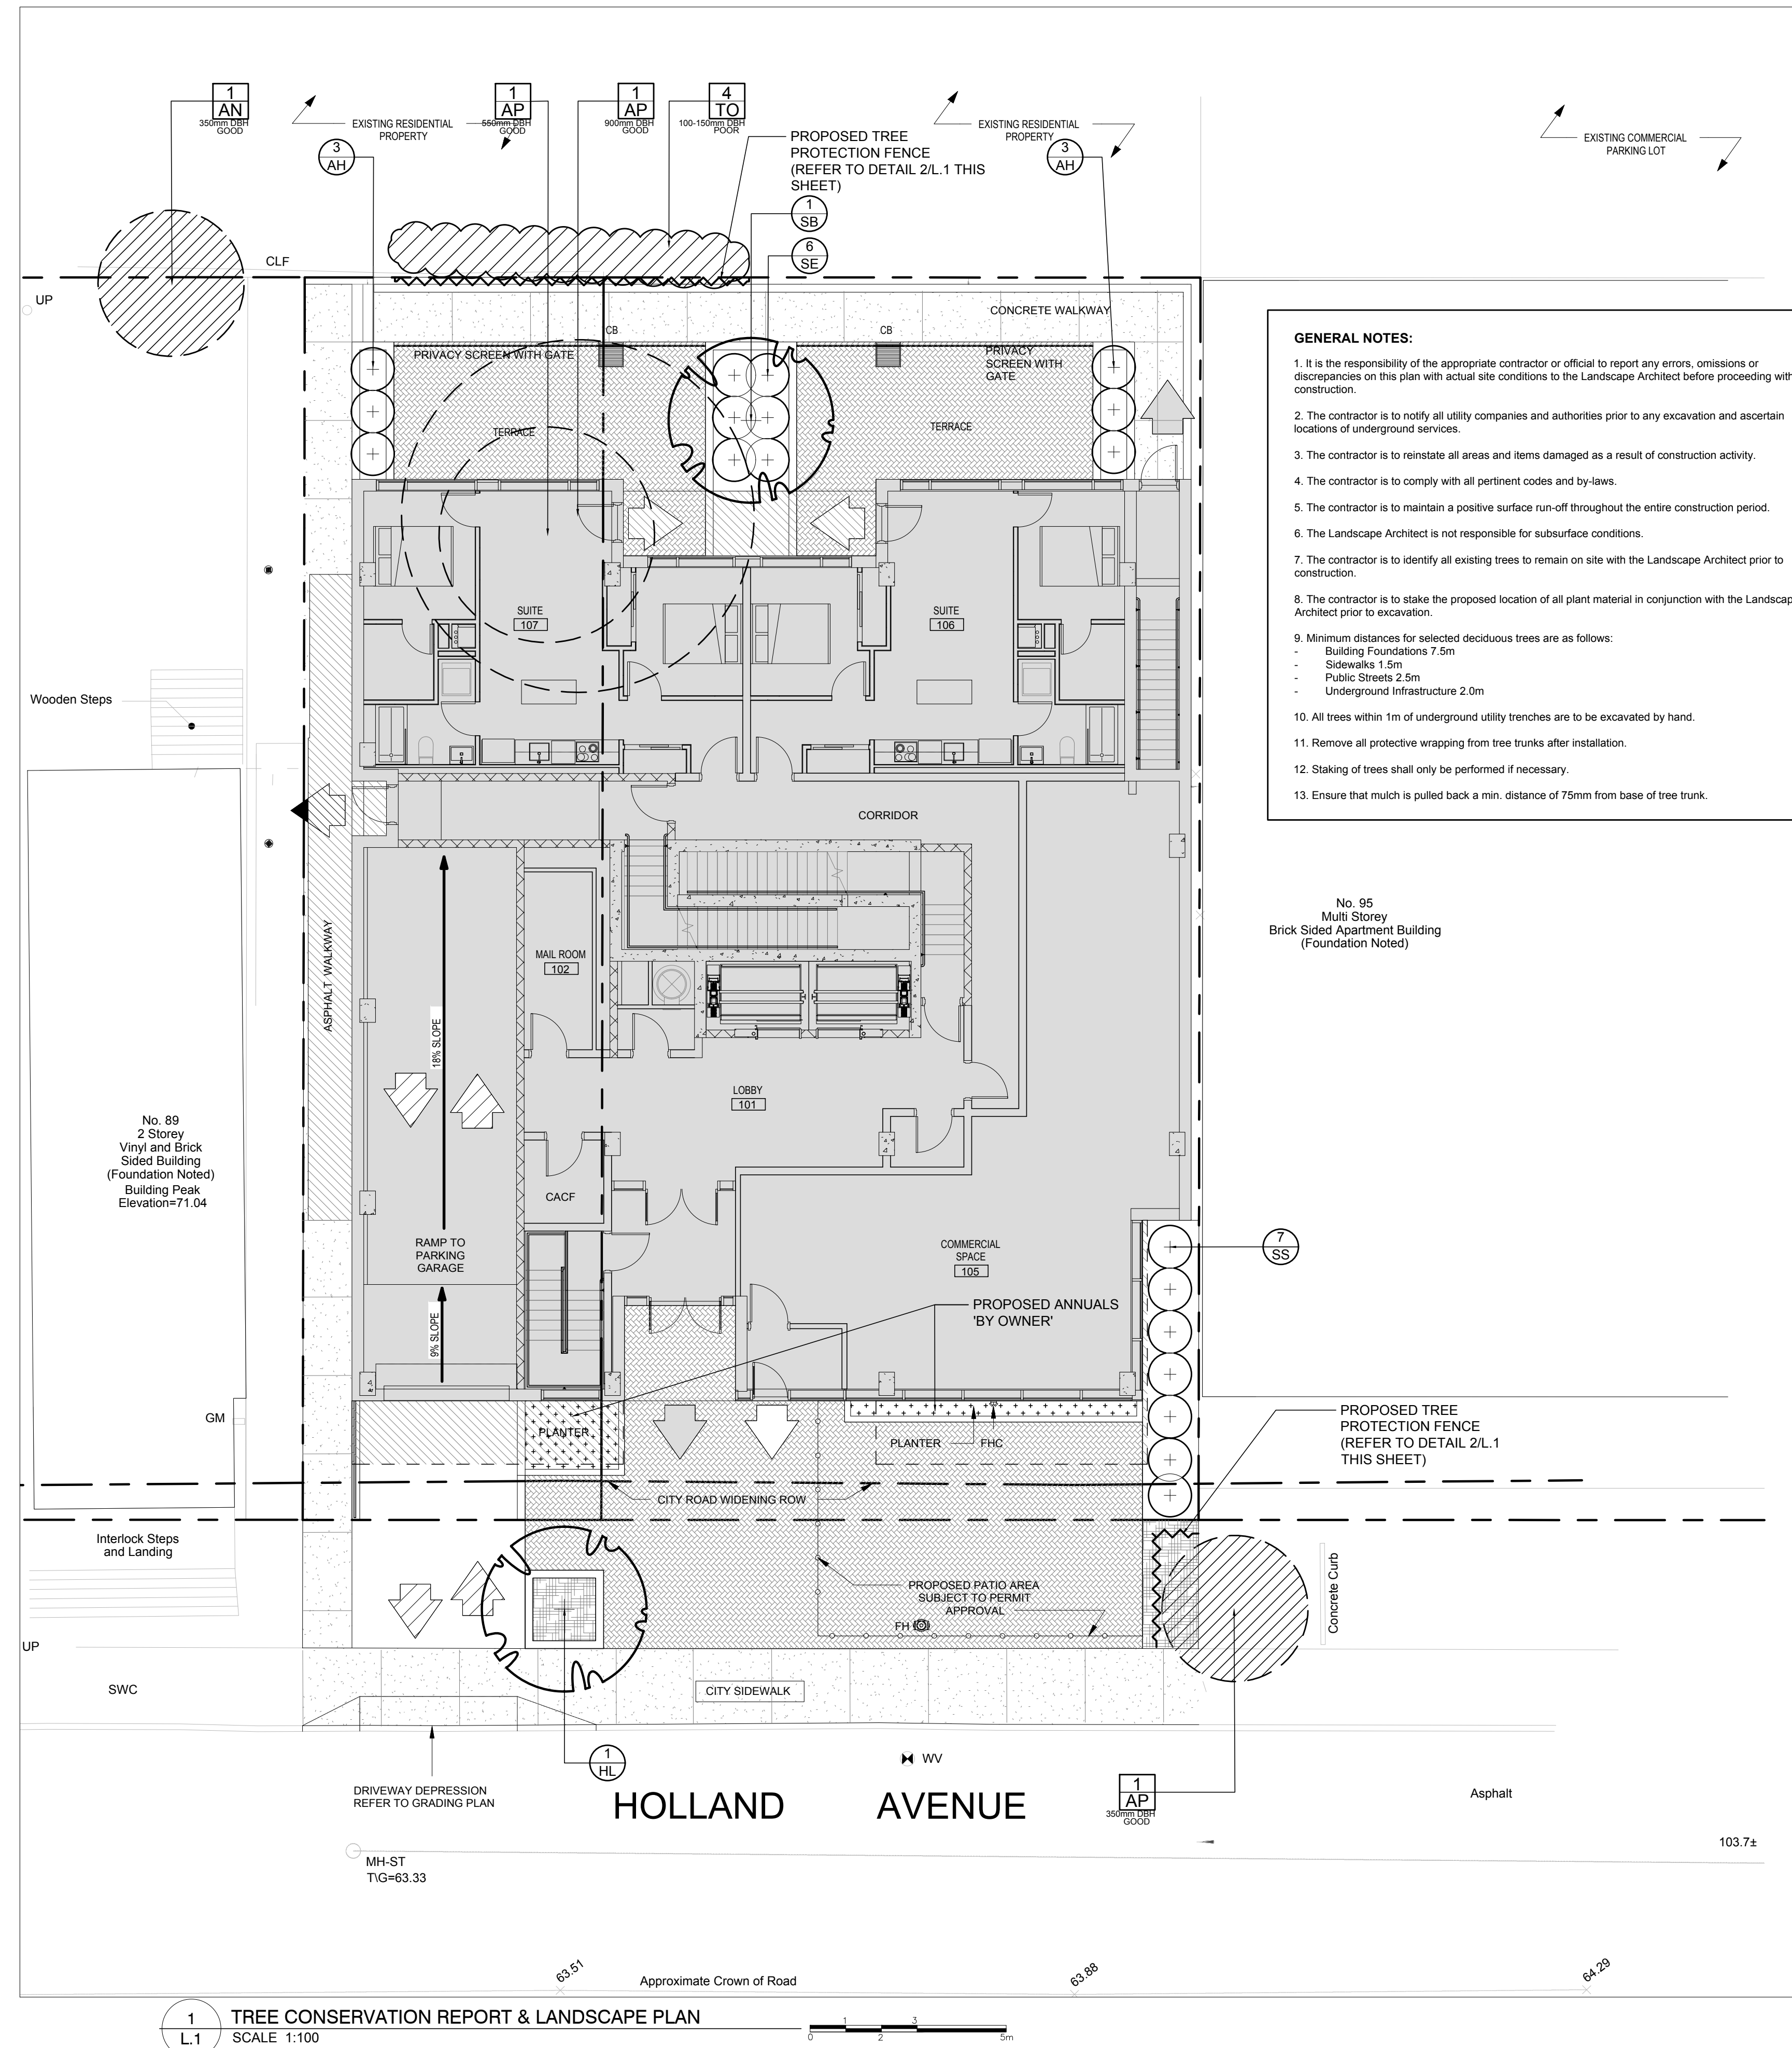 1
AN
350mm DBH
GOOD
EXISTING RESIDENTIAL
PROPERTY
1
AP
550mm DBH
GOOD
1
AP
900mm DBH
GOOD
4
TO
100-150mm DBH
POOR
PROPOSED TREE
PROTECTION FENCE
(REFER TO DETAIL 2/L.1 THIS
SHEET)
EXISTING RESIDENTIAL
PROPERTY
EXISTING COMMERCIAL
PARKING LOT
3
AH
3
AH
1
SB
6
SE
CLF
UP
CONCRETE WALKWAY
CB
CB
PRIVACY SCREEN WITH GATE
PRIVACY
SCREEN WITH
GATE
TERRACE
TERRACE
GENERAL NOTES:
1. It is the responsibility of the appropriate contractor or official to report any errors, omissions or
discrepancies on this plan with actual site conditions to the Landscape Architect before proceeding with
construction.
2. The contractor is to notify all utility companies and authorities prior to any excavation and ascertain
locations of underground services.
3. The contractor is to reinstate all areas and items damaged as a result of construction activity.
4. The contractor is to comply with all pertinent codes and by-laws.
5. The contractor is to maintain a positive surface run-off throughout the entire construction period.
6. The Landscape Architect is not responsible for subsurface conditions.
7. The contractor is to identify all existing trees to remain on site with the Landscape Architect prior to
construction.
8. The contractor is to stake the proposed location of all plant material in conjunction with the Landscap
Architect prior to excavation.
9. Minimum distances for selected deciduous trees are as follows:
- Building Foundations 7.5m
- Sidewalks 1.5m
- Public Streets 2.5m
- Underground Infrastructure 2.0m
10. All trees within 1m of underground utility trenches are to be excavated by hand.
11. Remove all protective wrapping from tree trunks after installation.
12. Staking of trees shall only be performed if necessary.
13. Ensure that mulch is pulled back a min. distance of 75mm from base of tree trunk.
SUITE
107
SUITE
106
Wooden Steps
CORRIDOR
No. 95
Multi Storey
Brick Sided Apartment Building
(Foundation Noted)
ASPHALT WALKWAY
MAIL ROOM
102
18% SLOPE
LOBBY
101
No. 89
2 Storey
Vinyl and Brick
Sided Building
(Foundation Noted)
Building Peak
Elevation=71.04
CACF
RAMP TO
PARKING
GARAGE
COMMERCIAL
SPACE
105
7
SS
PROPOSED ANNUALS
'BY OWNER'
9% SLOPE
GM
PLANTER
PLANTER
FHC
PROPOSED TREE
PROTECTION FENCE
(REFER TO DETAIL 2/L.1
THIS SHEET)
CITY ROAD WIDENING ROW
Interlock Steps
and Landing
PROPOSED PATIO AREA
SUBJECT TO PERMIT
APPROVAL
FH
Concrete Curb
UP
SWC
CITY SIDEWALK
1
HL
WV
DRIVEWAY DEPRESSION
REFER TO GRADING PLAN
HOLLAND AVENUE
1
AP
350mm DBH
GOOD
Asphalt
103.7±
MH-ST
T\G=63.33
63.51
Approximate Crown of Road
63.88
64.29
1
L.1
TREE CONSERVATION REPORT & LANDSCAPE PLAN
SCALE 1:100
0 1 2 3 5m